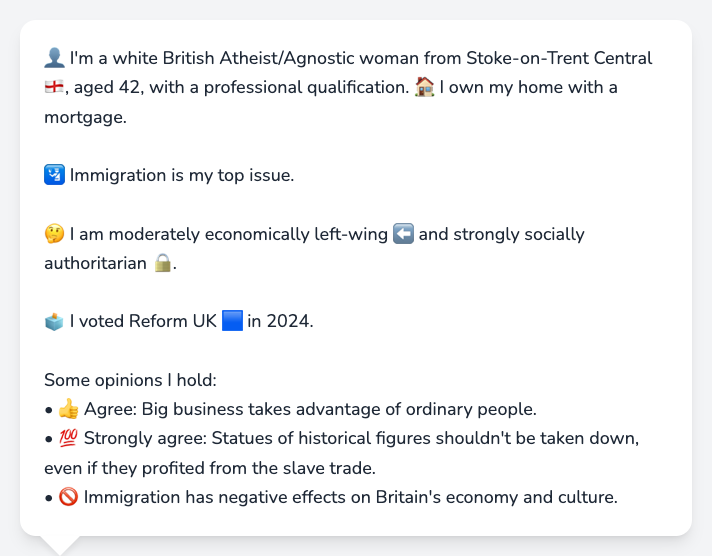 👤 I'm a white British Atheist/Agnostic woman from Stoke-on-Trent Central
🏴󠁧󠁢󠁥󠁮󠁧󠁿, aged 42, with a professional qualification. 🏠 I own my home with a
mortgage.
🛂 Immigration is my top issue.
🤔 I am moderately economically left-wing ⬅️ and strongly socially
authoritarian 🔒.
🗳️ I voted Reform UK 🟦 in 2024.
Some opinions I hold:
• 👍 Agree: Big business takes advantage of ordinary people.
• 💯 Strongly agree: Statues of historical figures shouldn't be taken down,
even if they profited from the slave trade.
• 🚫 Immigration has negative effects on Britain's economy and culture.